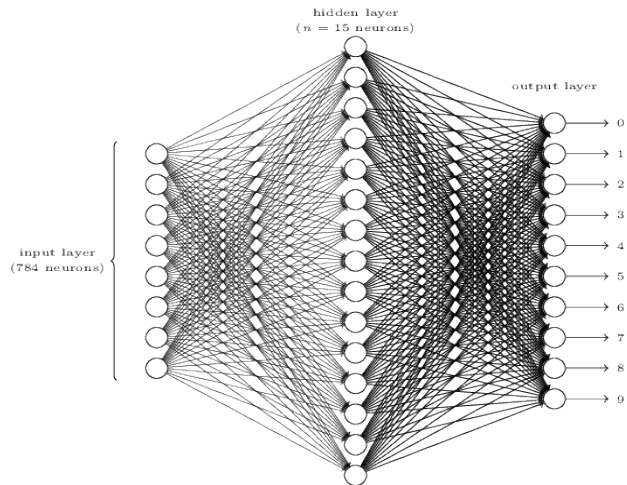 hidden layer
(n = 15 neurons)
output layer
input layer
(784 neurons)
0
1
2
3
4
5
6
7
8
9